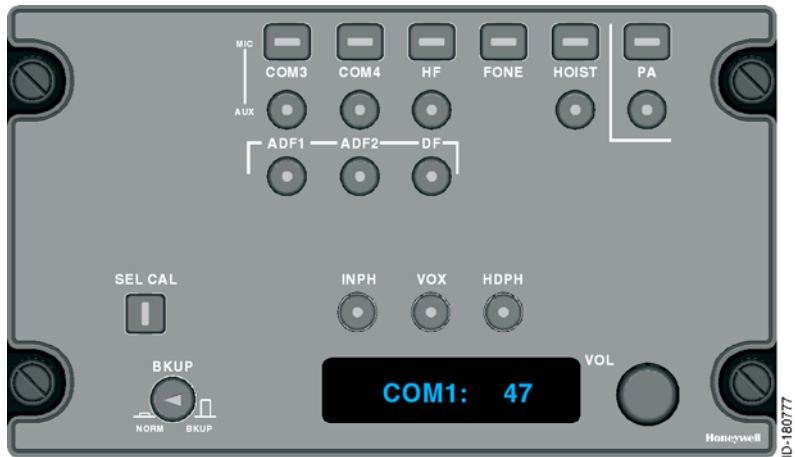 MIC
COM3 COM4 HF FONE HOIST PA
AUX
ADF1 ADF2 DF
SEL CAL
INPH VOX HDPH
BKUP
NORM BKUP
COM1: 47
VOL
Honeywell
ID-180777